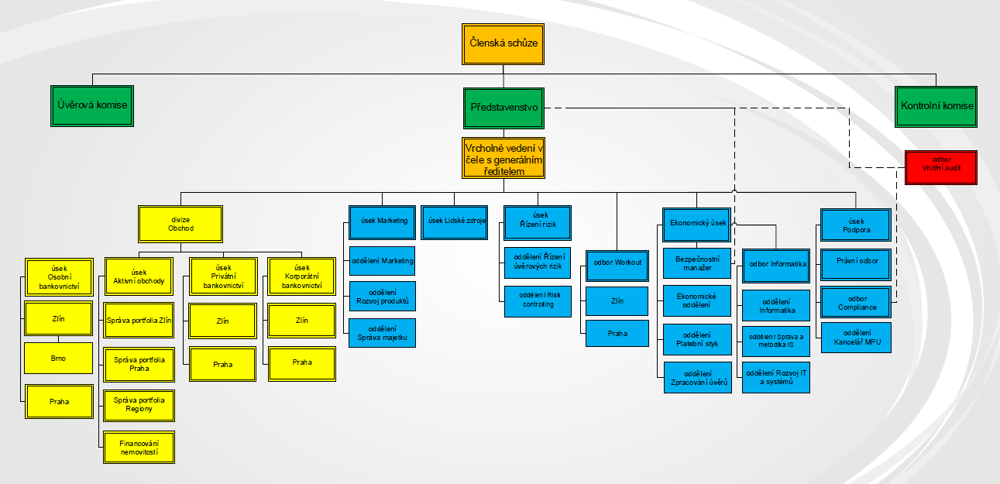 Členská schůze
Úvěrová komise
Představenstvo
Kontrolní komise
Vrcholné vedení v
čele s generálním
ředitelem
odbor
Vnitřní audit
divize
Obchod
úsek Marketing
úsek Lidské zdroje
úsek
Řízení rizik
Ekonomický úsek
úsek
Podpora
úsek
Osobní
bankovnictví
úsek
Aktivní obchody
úsek
Privátní
bankovnictví
úsek
Korporátní
bankovnictví
oddělení Marketing
oddělení Řízení
úvěrových rizik
odbor Workout
Bezpečnostní
manažer
odbor Informatika
Právní odbor
Zlín
Správa portfolia Zlín
Zlín
Zlín
oddělení
Rozvoj produktů
oddělení Risk
controlling
Zlín
Ekonomické
oddělení
oddělení
Informatika
odbor
Compliance
Brno
Správa portfolia
Praha
Praha
Praha
oddělení
Správa majetku
Praha
oddělení
Platební styk
oddělení Správa a
metodika IS
oddělení
Kancelář MPU
Praha
Správa portfolia
Regiony
oddělení
Zpracování úvěrů
oddělení Rozvoj IT
a systémů
Financování
nemovitostí